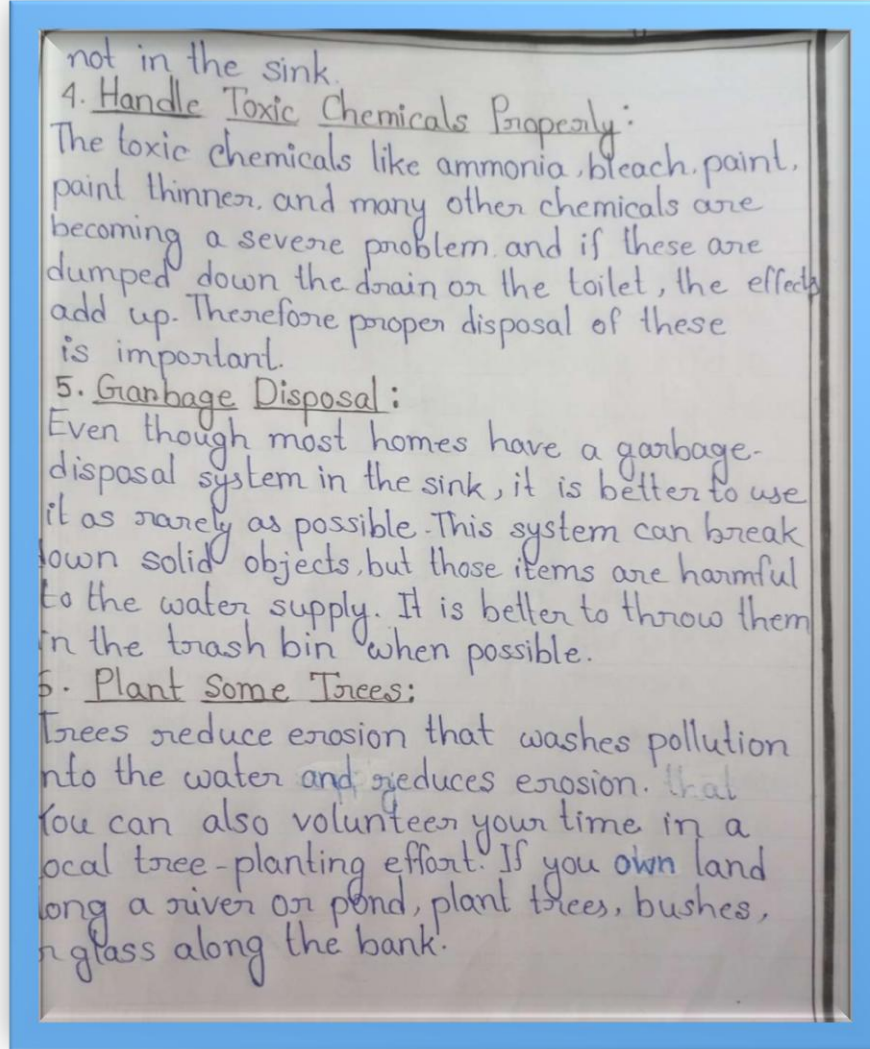 not in the sink.
4. Handle Toxic Chemicals Properly:
The toxic chemicals like ammonia, bleach, paint,
paint thinner, and many other chemicals are
becoming a severe problem. and if these are
dumped down the drain or the toilet, the effects
add up. Therefore proper disposal of these
is important.
5. Garbage Disposal:
Even though most homes have a garbage-
disposal system in the sink, it is better to use
it as rarely as possible. This system can break
down solid objects, but those items are harmful
to the water supply. It is better to throw them
in the trash bin when possible.
6. Plant Some Trees:
Trees reduce erosion that washes pollution
into the water and reduces erosion. that
You can also volunteer your time in a
local tree-planting effort. If you own land
long a river or pond, plant trees, bushes,
r glass along the bank.